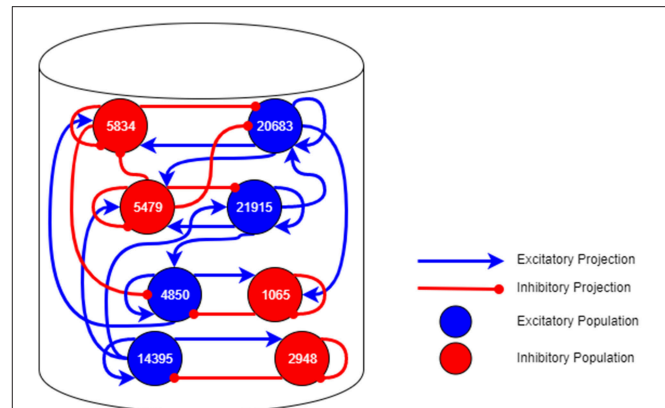 5834
20683
5479
21915
4850
1065
14395
2948
Excitatory Projection
Inhibitory Projection
Excitatory Population
Inhibitory Population